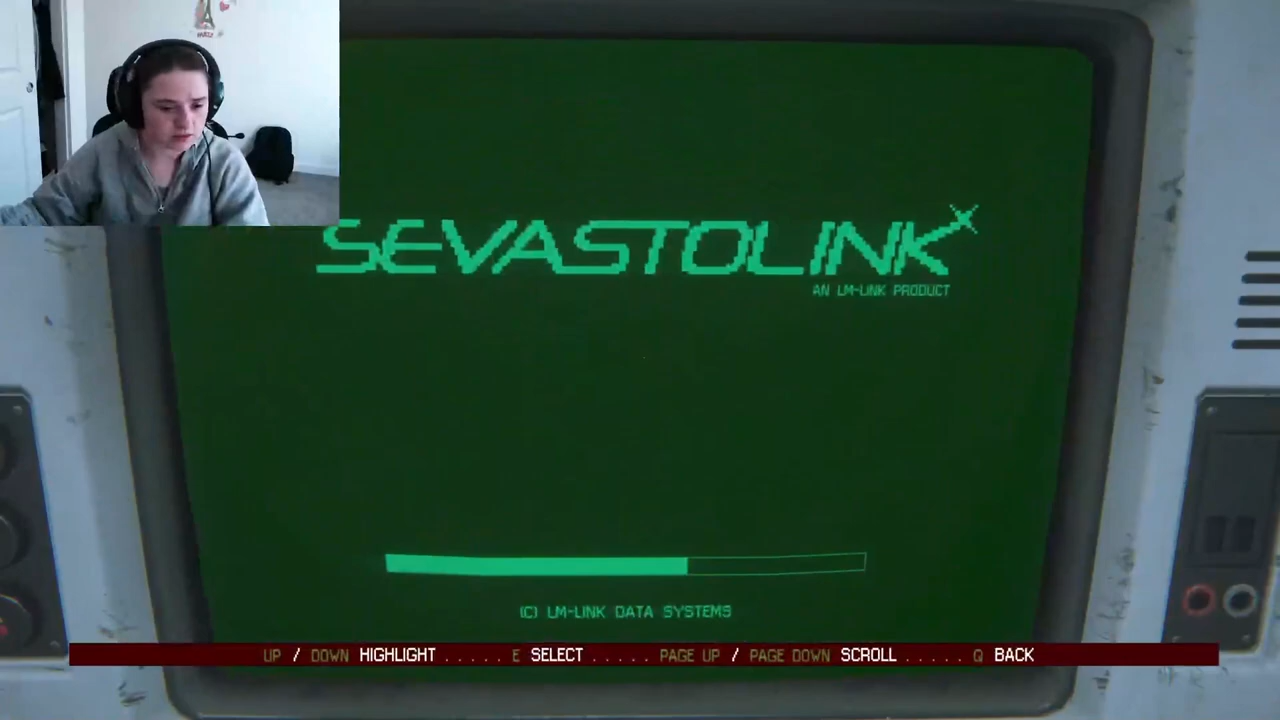 PARIS
SEVASTOLINK
AN LM-LINK PRODUCT
(C) LM-LINK DATA SYSTEMS
UP / DOWN HIGHLIGHT ..... E SELECT ..... PAGE UP / PAGE DOWN SCROLL ..... Q BACK